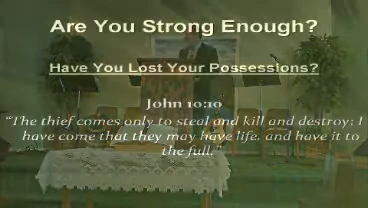 Are You Strong Enough?
Have You Lost Your Possessions?
John 10:10
“The thief comes only to steal and kill and destroy; I
have come that they may have life, and have it to
the full.”